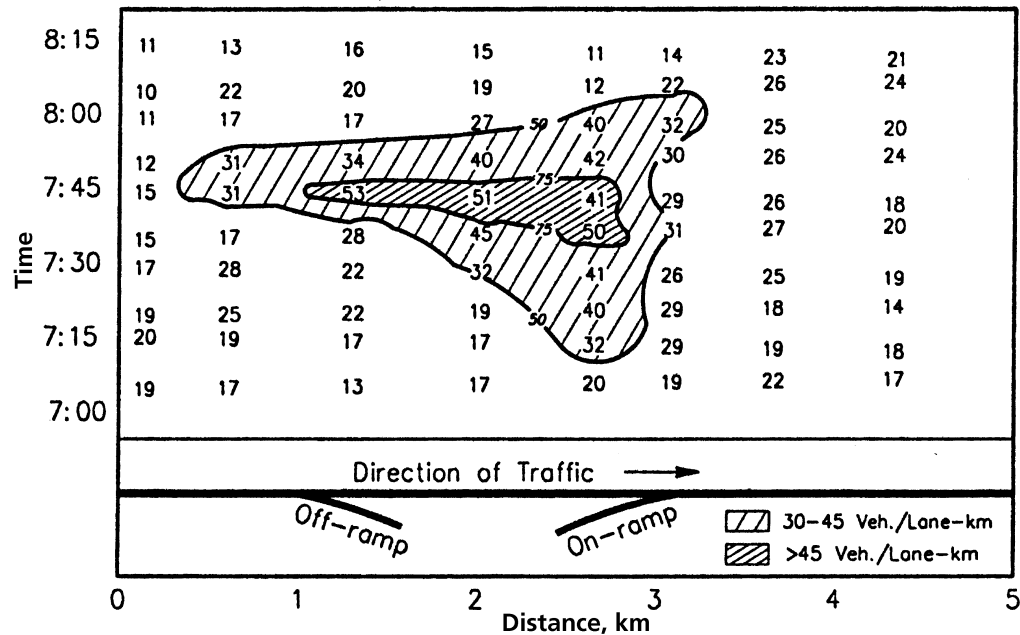 8:15 11 13 16 15 11 14 23 21
10 22 20 19 12 22 26 24
8:00 11 17 17 27 50 40 32 25 20
12 31 34 40 42 30 26 24
75
7:45 15 31 53 51 41 29 26 18
15 17 28 45 75 50 31 27 20
7:30 17 28 22 32 41 26 25 19
19 25 22 19 50 40 29 18 14
7:15 20 19 17 17 32 29 19 18
19 17 13 17 20 19 22 17
7:00
Time
Direction of Traffic
Off-ramp
On-ramp
30-45 Veh./Lane-km
>45 Veh./Lane-km
0 1 2 3 4 5
Distance, km